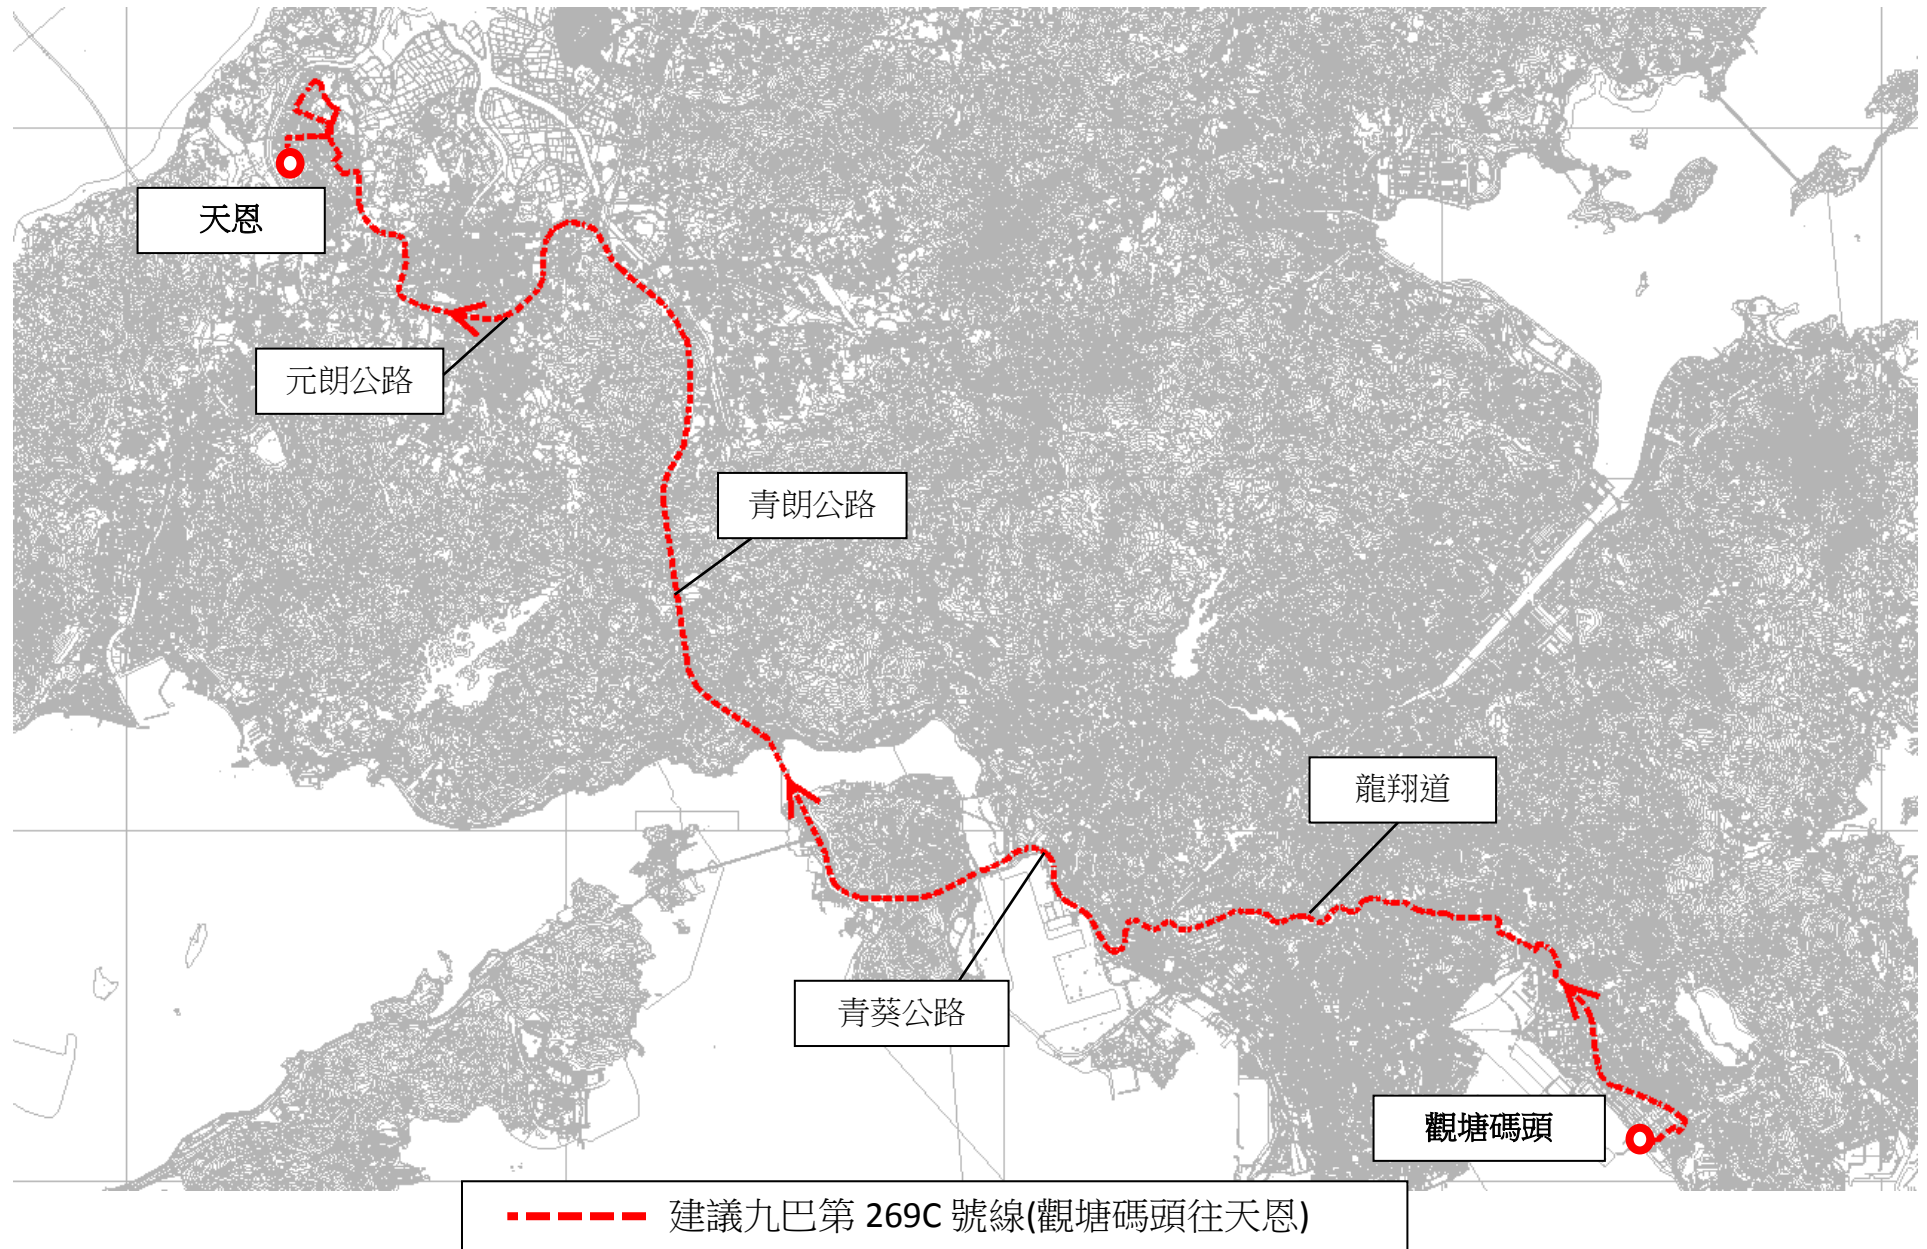 天恩
元朗公路
青朗公路
龍翔道
青葵公路
觀塘碼頭
建議九巴第 269C 號線(觀塘碼頭往天恩)